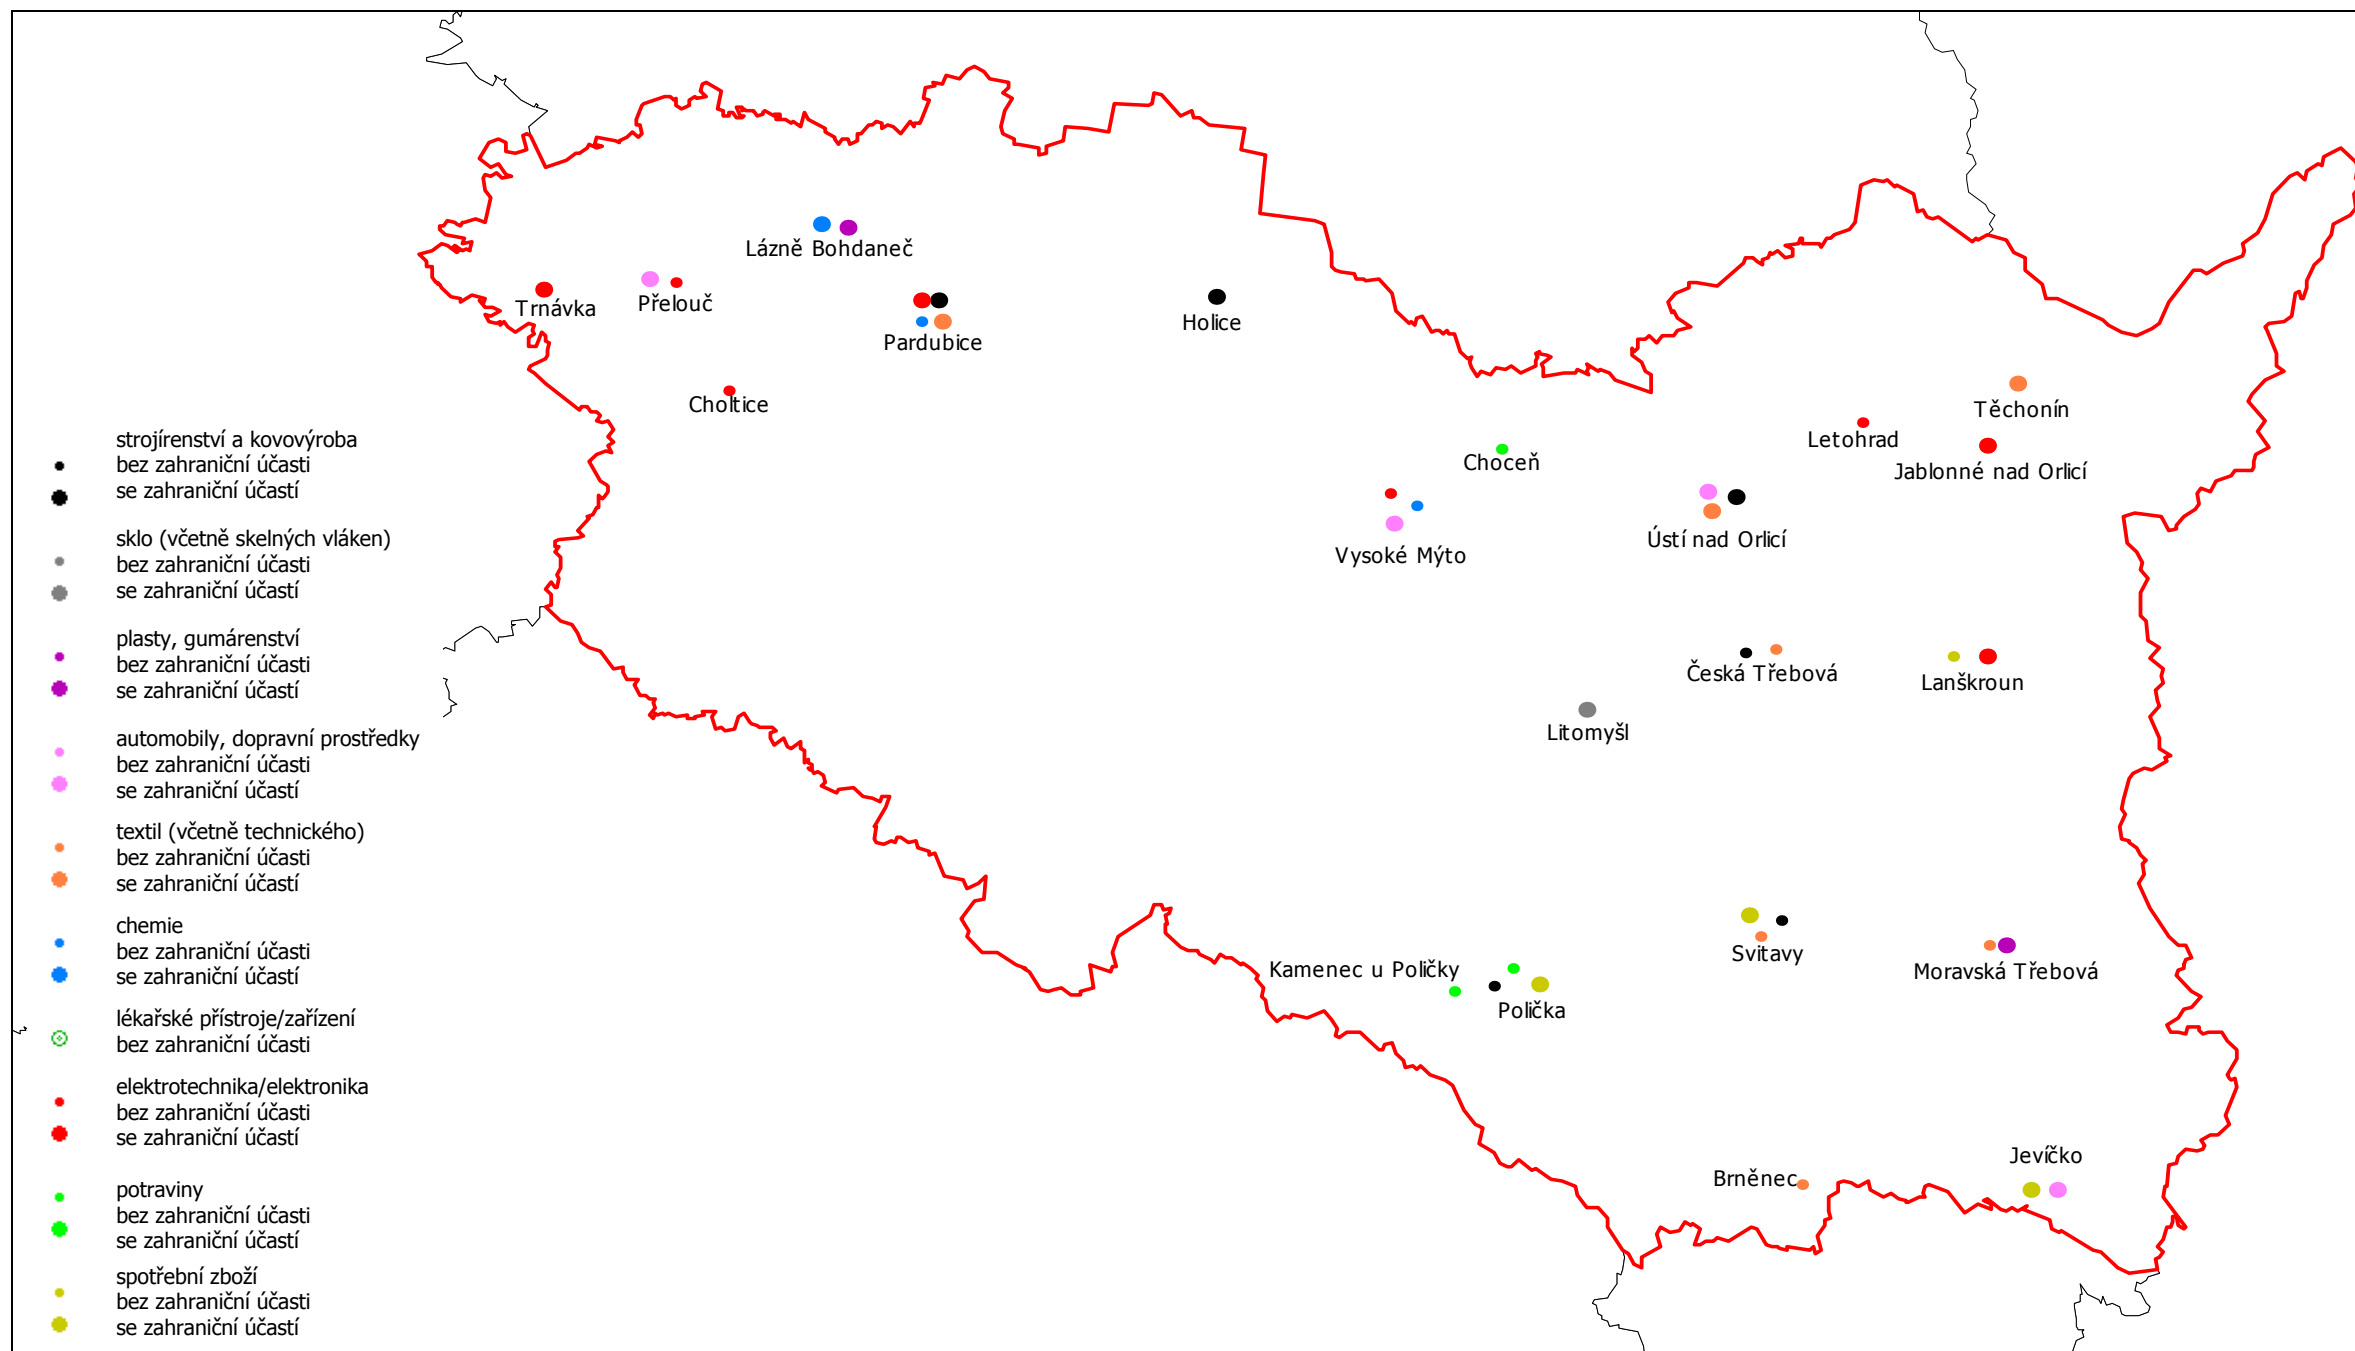 Lázně Bohdaneč
Trnávka
Přelouč
Pardubice
Holice
Choltice
Těchonín
Letohrad
Jablonné nad Orlicí
Choceň
Ústí nad Orlicí
Vysoké Mýto
Česká Třebová
Lanškroun
Litomyšl
Svitavy
Moravská Třebová
Kamenec u Poličky
Polička
Jevíčko
Brněnec
strojírenství a kovovýroba
bez zahraniční účasti
se zahraniční účastí
sklo (včetně skelných vláken)
bez zahraniční účasti
se zahraniční účastí
plasty, gumárenství
bez zahraniční účasti
se zahraniční účastí
automobily, dopravní prostředky
bez zahraniční účasti
se zahraniční účastí
textil (včetně technického)
bez zahraniční účasti
se zahraniční účastí
chemie
bez zahraniční účasti
se zahraniční účastí
lékařské přístroje/zařízení
bez zahraniční účasti
elektrotechnika/elektronika
bez zahraniční účasti
se zahraniční účastí
potraviny
bez zahraniční účasti
se zahraniční účastí
spotřební zboží
bez zahraniční účasti
se zahraniční účastí